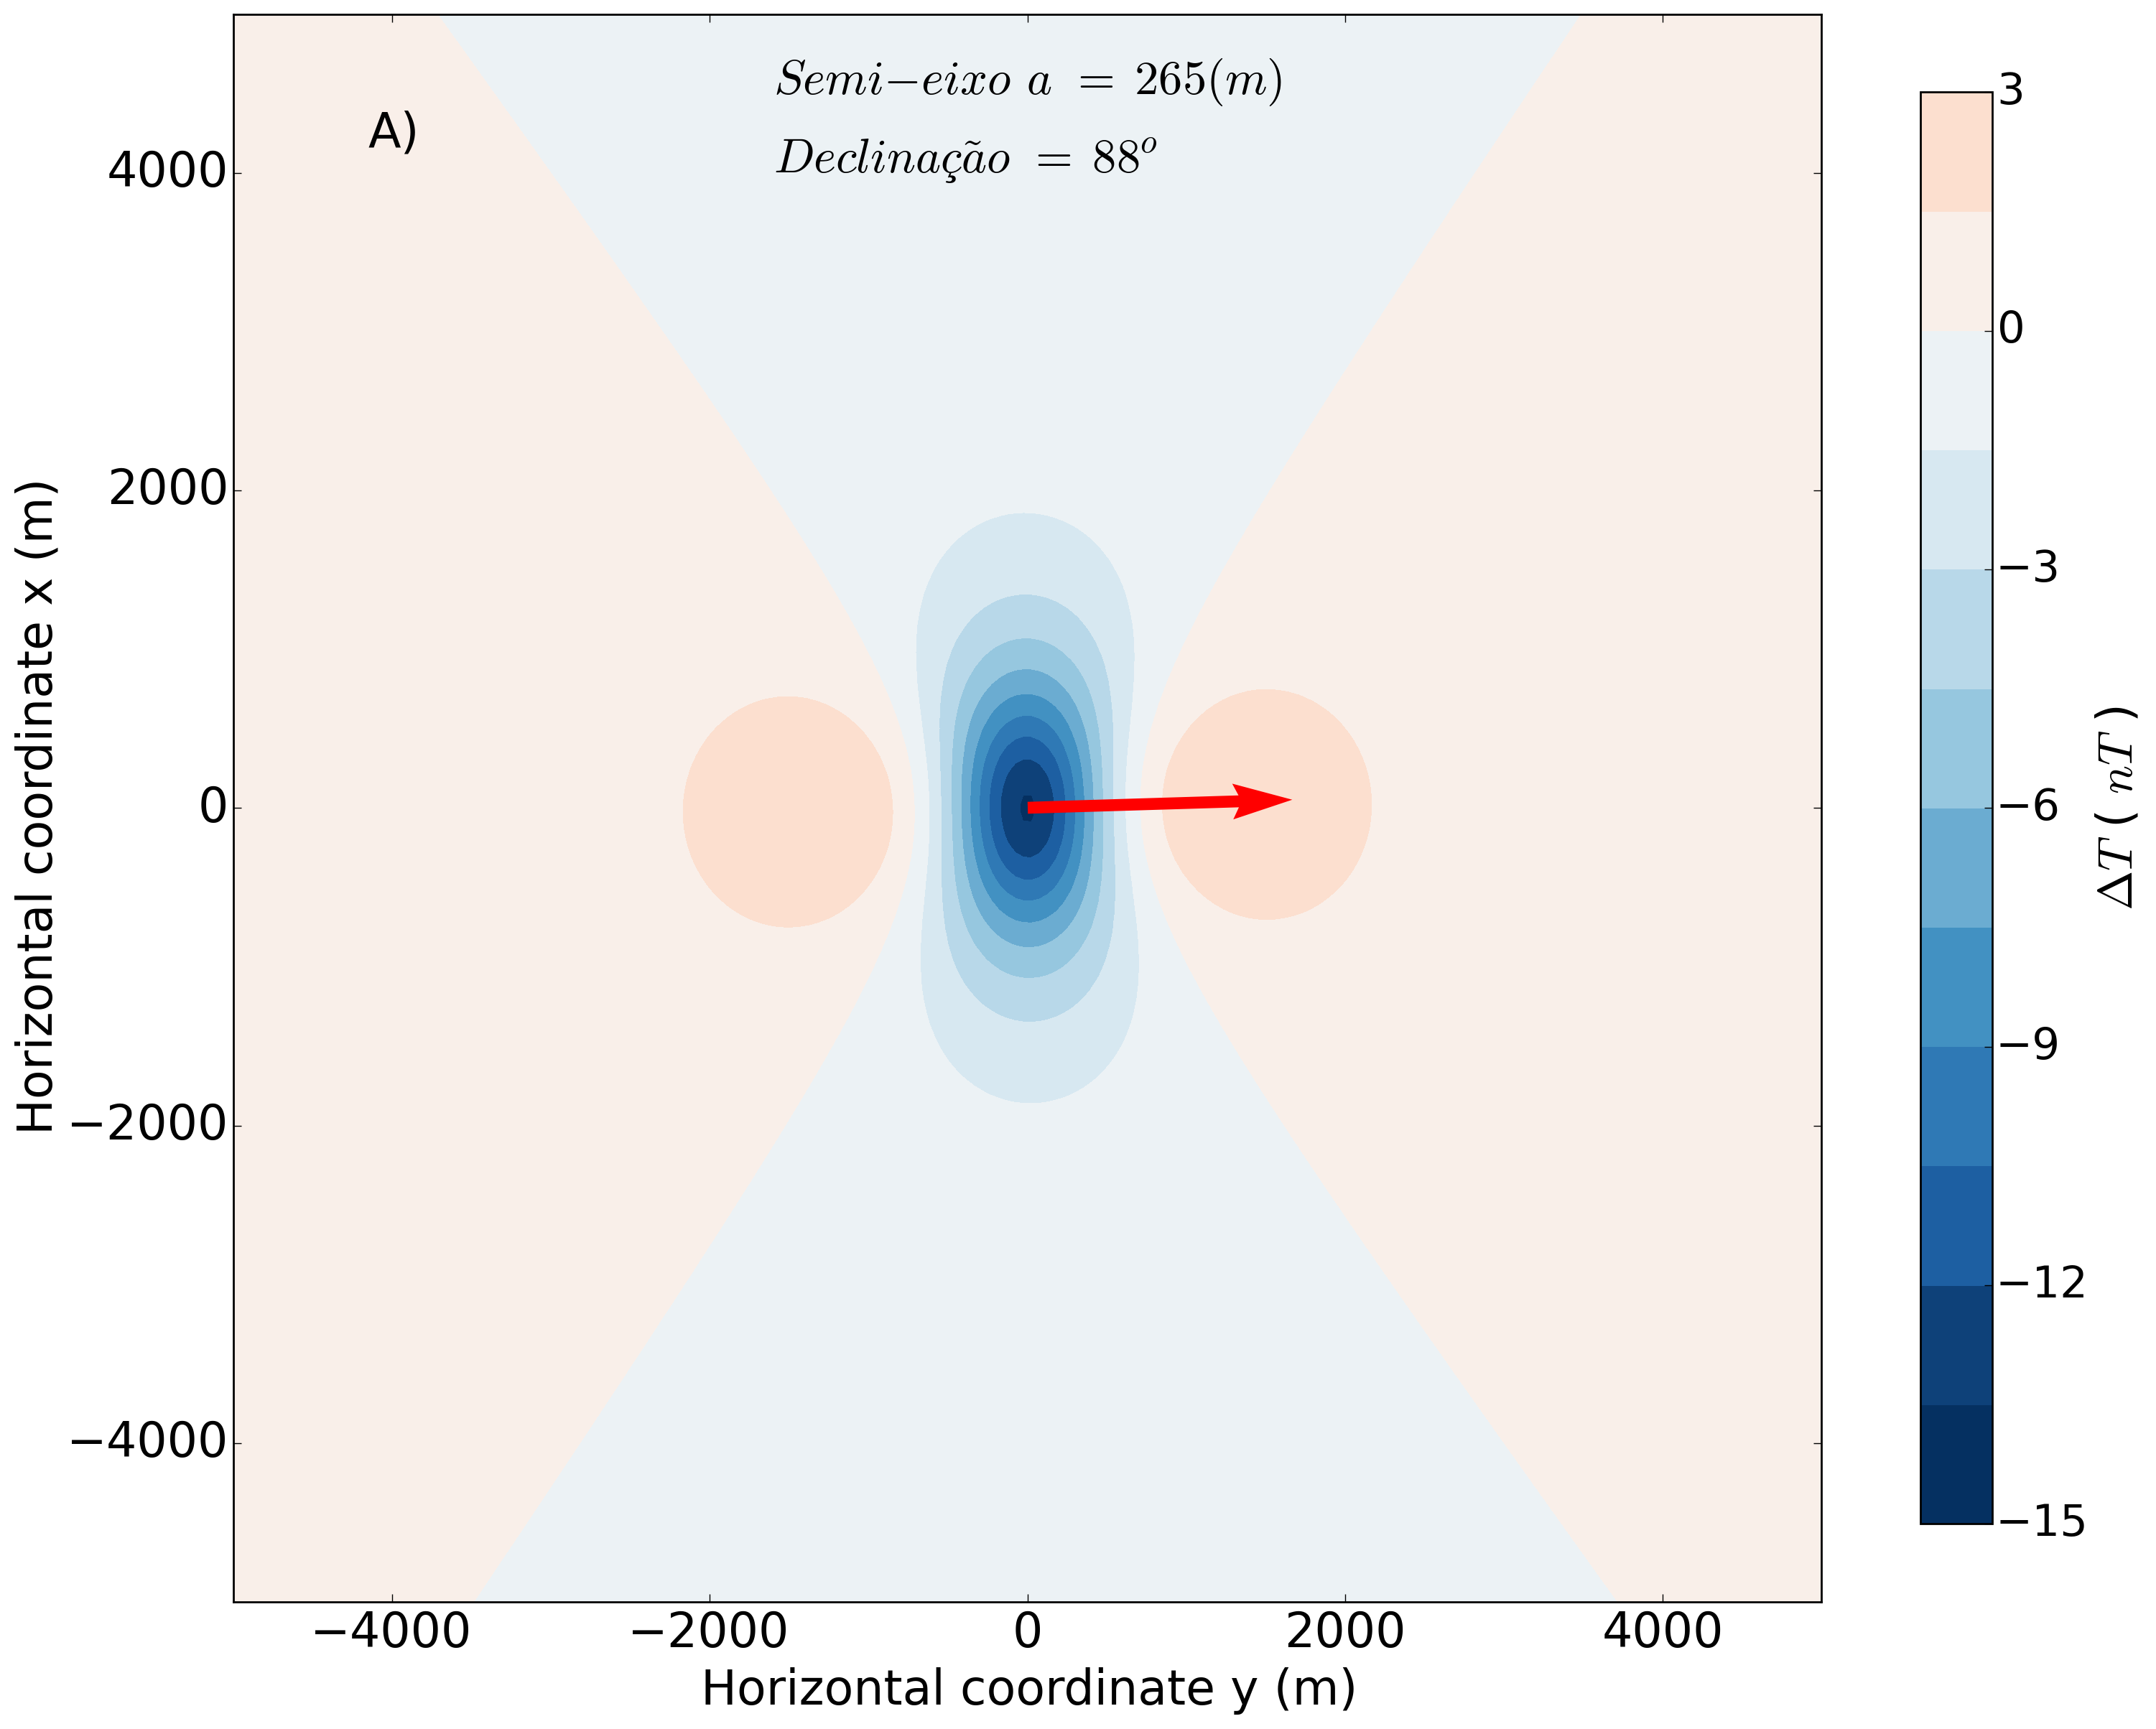 Semi−eixo a = 265(m)
A)
Declinação = 88º
4000
2000
0
−2000
−4000
Horizontal coordinate x (m)
−4000
−2000
0
2000
4000
Horizontal coordinate y (m)
3
0
−3
−6
−9
−12
−15
ΔT ( nT )